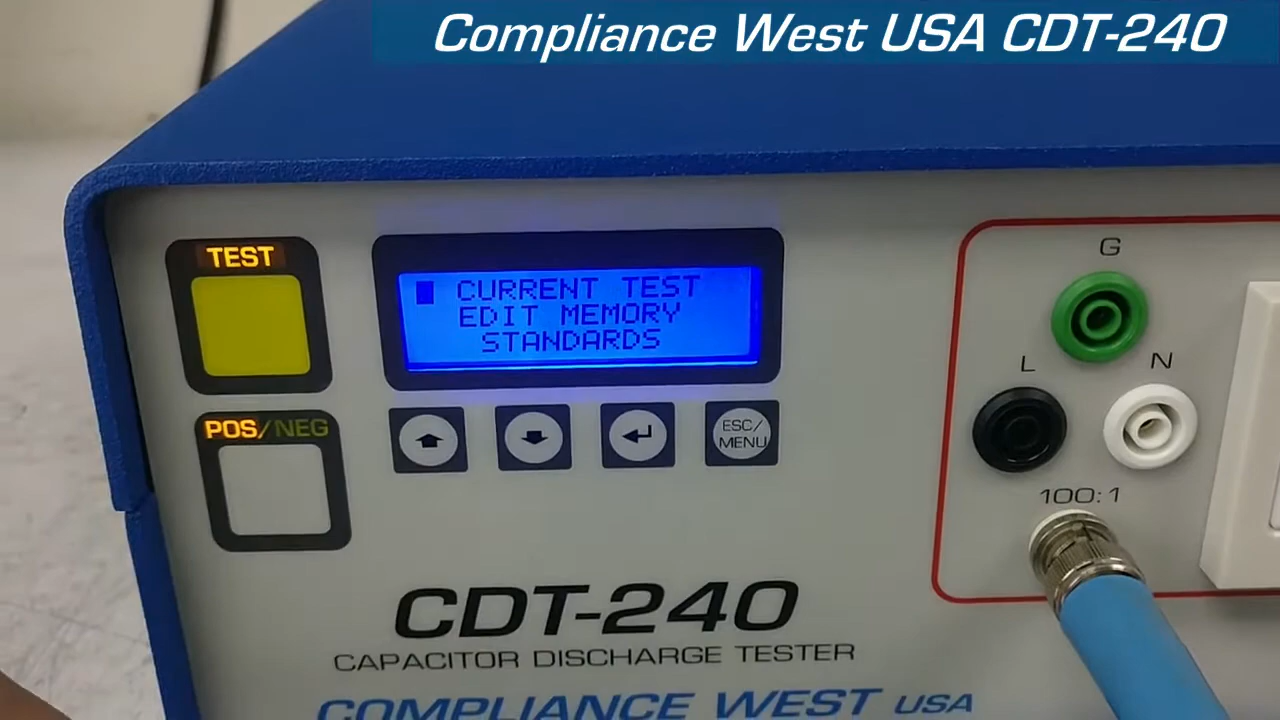 Compliance West USA CDT-240
TEST
CURRENT TEST
EDIT MEMORY
STANDARDS
POS/NEG
ESC/
MENU
G
L
N
100:1
CDT-240
CAPACITOR DISCHARGE TESTER
COMPLIANCE WEST USA